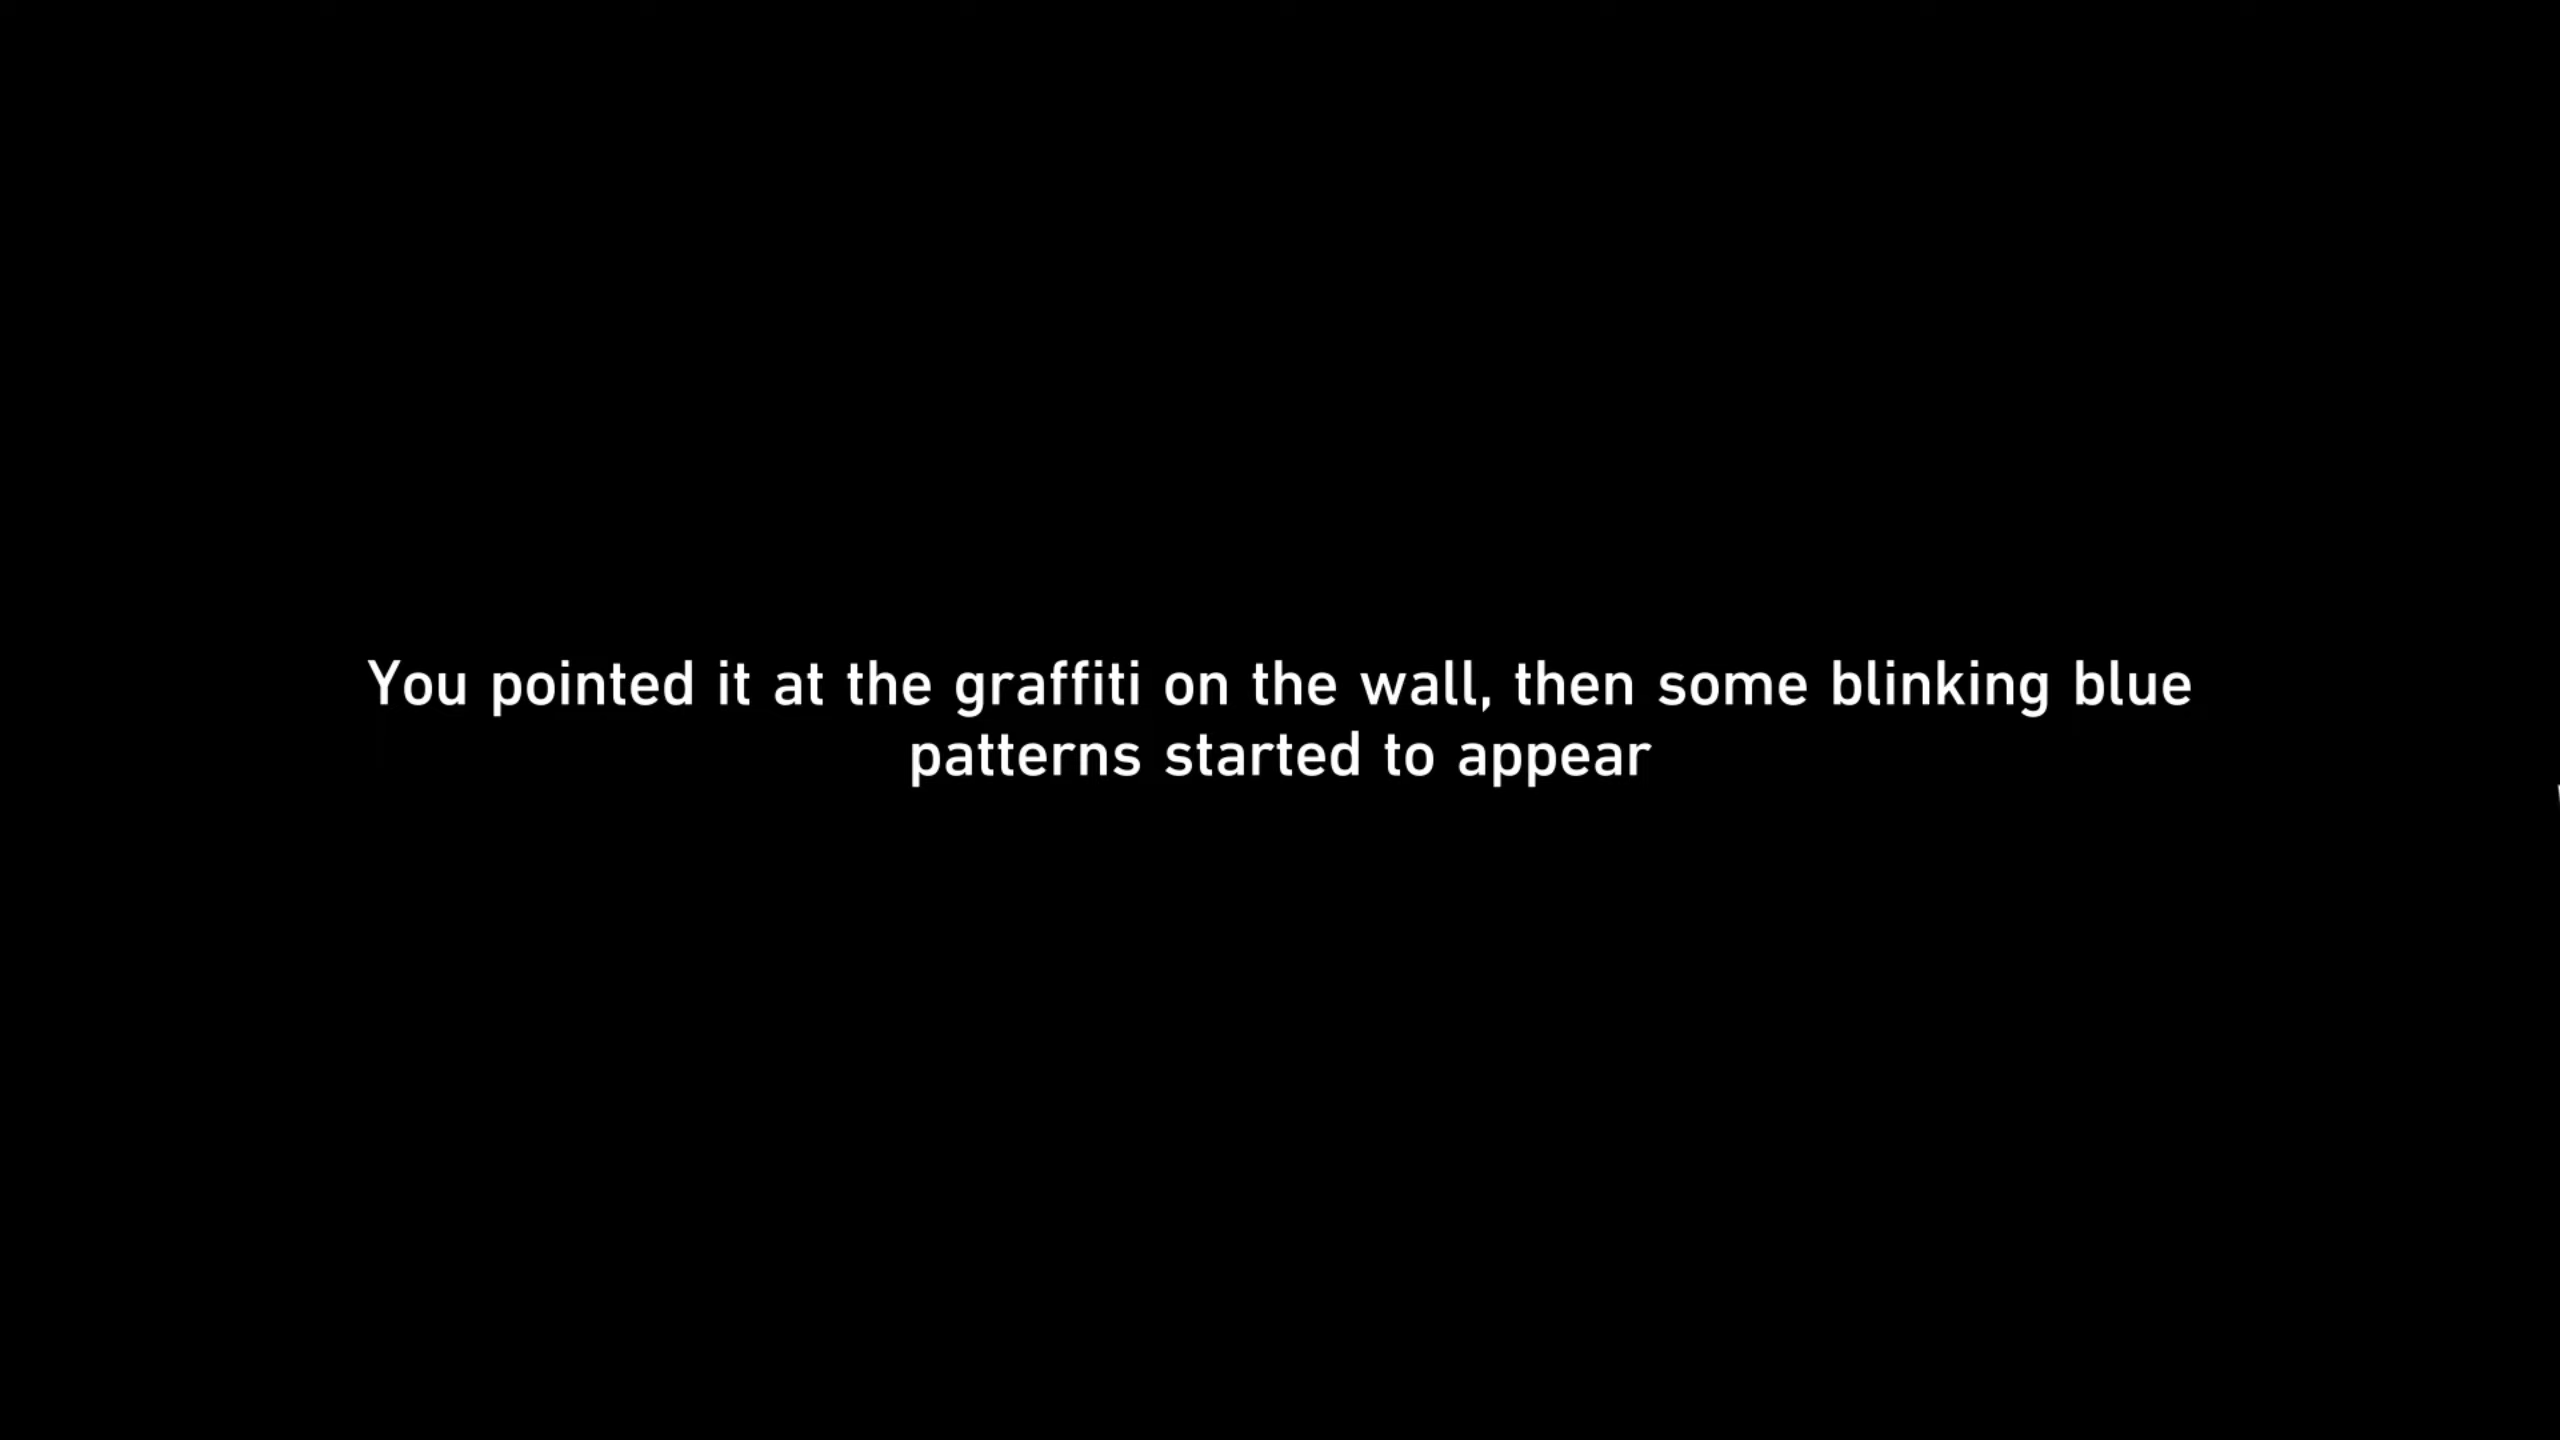 You pointed it at the graffiti on the wall, then some blinking blue
patterns started to appear